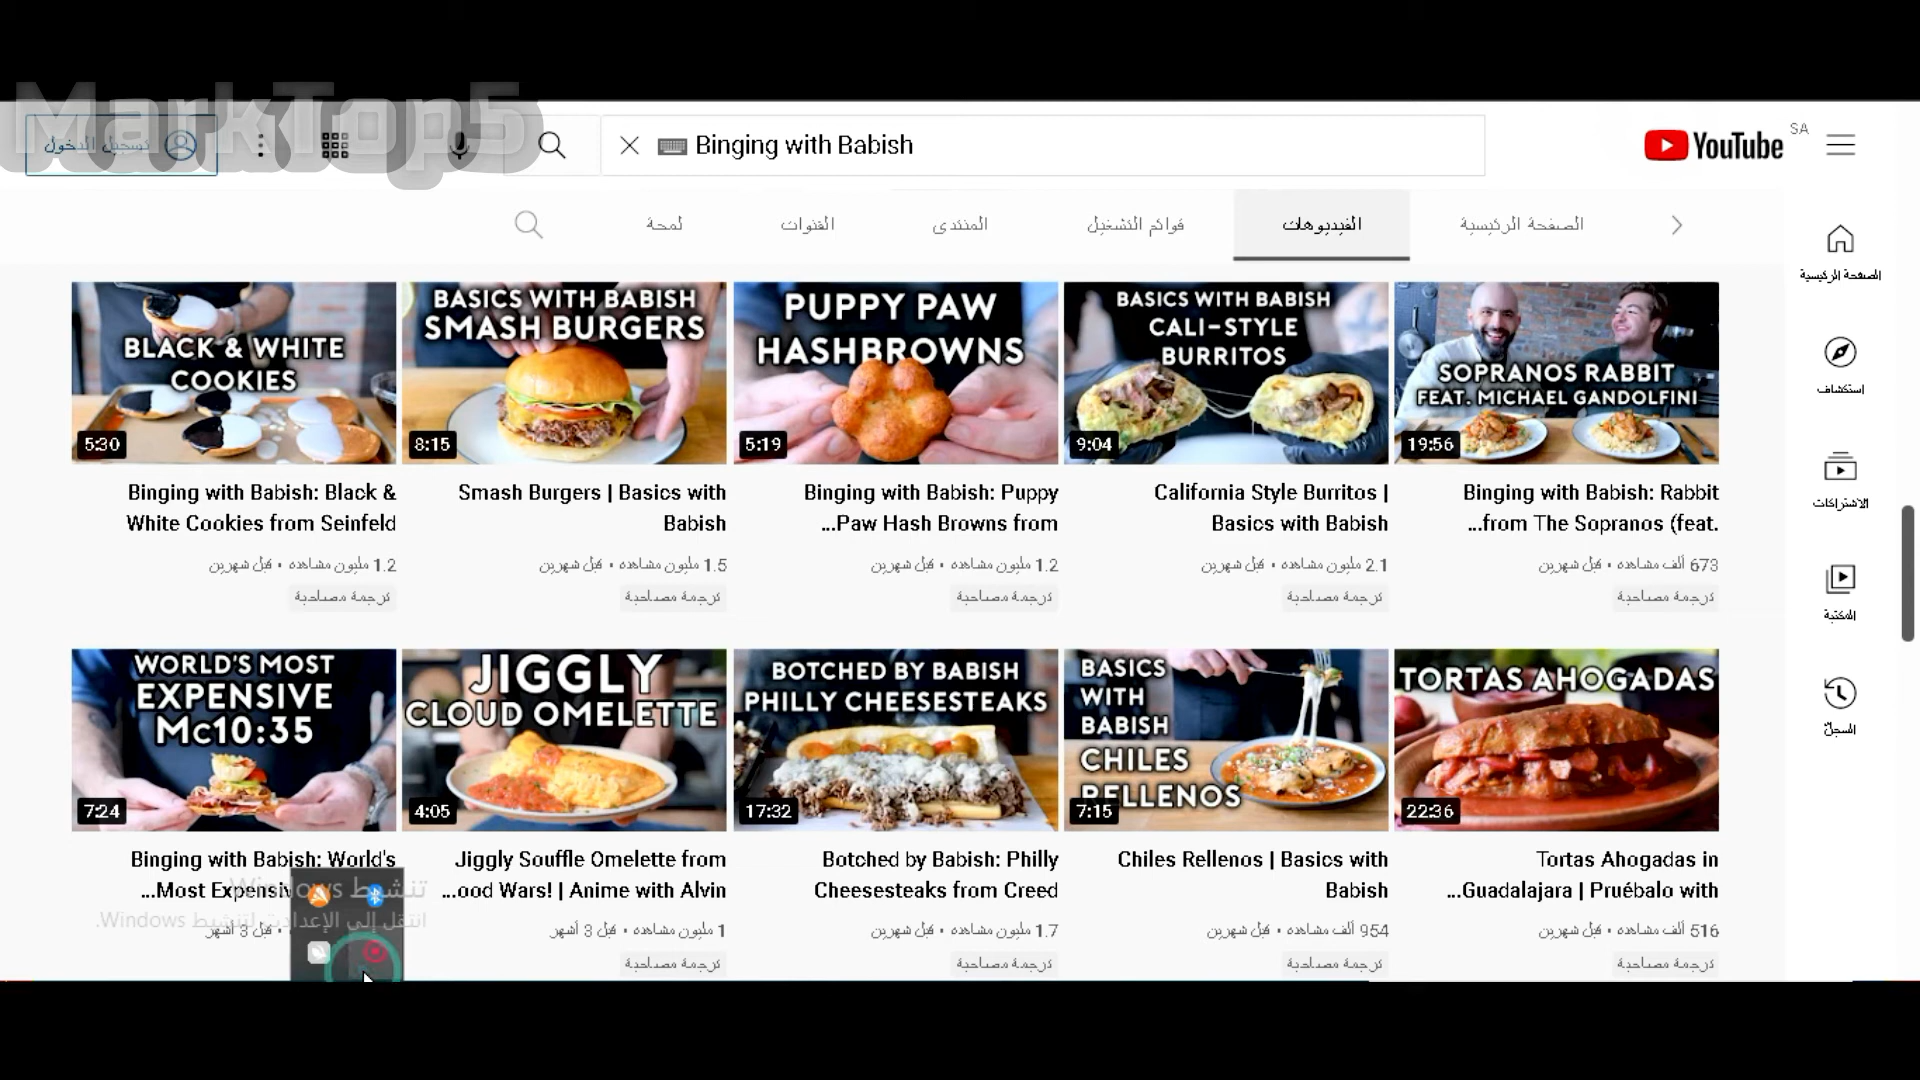 MarkTop5
تسجيل الدخول
Binging with Babish
YouTube SA
الصفحة الرئيسية
الفيديوهات
قوائم التشغيل
المنتدى
القنوات
لمحة
الصفحة الرئيسية
استكشاف
الاشتراكات
المكتبة
السجلّ
SOPRANOS RABBIT
FEAT. MICHAEL GANDOLFINI
19:56
Binging with Babish: Rabbit
...from The Sopranos (feat.
673 ألف مشاهدة • قبل شهرين
ترجمة مصاحبة
BASICS WITH BABISH
CALI-STYLE
BURRITOS
9:04
California Style Burritos |
Basics with Babish
2.1 مليون مشاهدة • قبل شهرين
ترجمة مصاحبة
PUPPY PAW
HASHBROWNS
5:19
Binging with Babish: Puppy
...Paw Hash Browns from
1.2 مليون مشاهدة • قبل شهرين
ترجمة مصاحبة
BASICS WITH BABISH
SMASH BURGERS
8:15
Smash Burgers | Basics with
Babish
1.5 مليون مشاهدة • قبل شهرين
ترجمة مصاحبة
BLACK & WHITE
COOKIES
5:30
Binging with Babish: Black &
White Cookies from Seinfeld
1.2 مليون مشاهدة • قبل شهرين
ترجمة مصاحبة
TORTAS AHOGADAS
22:36
Tortas Ahogadas in
...Guadalajara | Pruébalo with
516 ألف مشاهدة • قبل شهرين
ترجمة مصاحبة
BASICS
WITH
BABISH
CHILES
RELLENOS
7:15
Chiles Rellenos | Basics with
Babish
954 ألف مشاهدة • قبل شهرين
ترجمة مصاحبة
BOTCHED BY BABISH
PHILLY CHEESESTEAKS
17:32
Botched by Babish: Philly
Cheesesteaks from Creed
1.7 مليون مشاهدة • قبل شهرين
ترجمة مصاحبة
JIGGLY
CLOUD OMELETTE
4:05
Jiggly Souffle Omelette from
...ood Wars! | Anime with Alvin
1 مليون مشاهدة • قبل 3 أشهر
ترجمة مصاحبة
WORLD'S MOST
EXPENSIVE
Mc10:35
7:24
Binging with Babish: World's
...Most Expensiv
قبل 3 أشهر •
تنشيط Windows
انتقل إلى الإعدادات لتنشيط Windows.